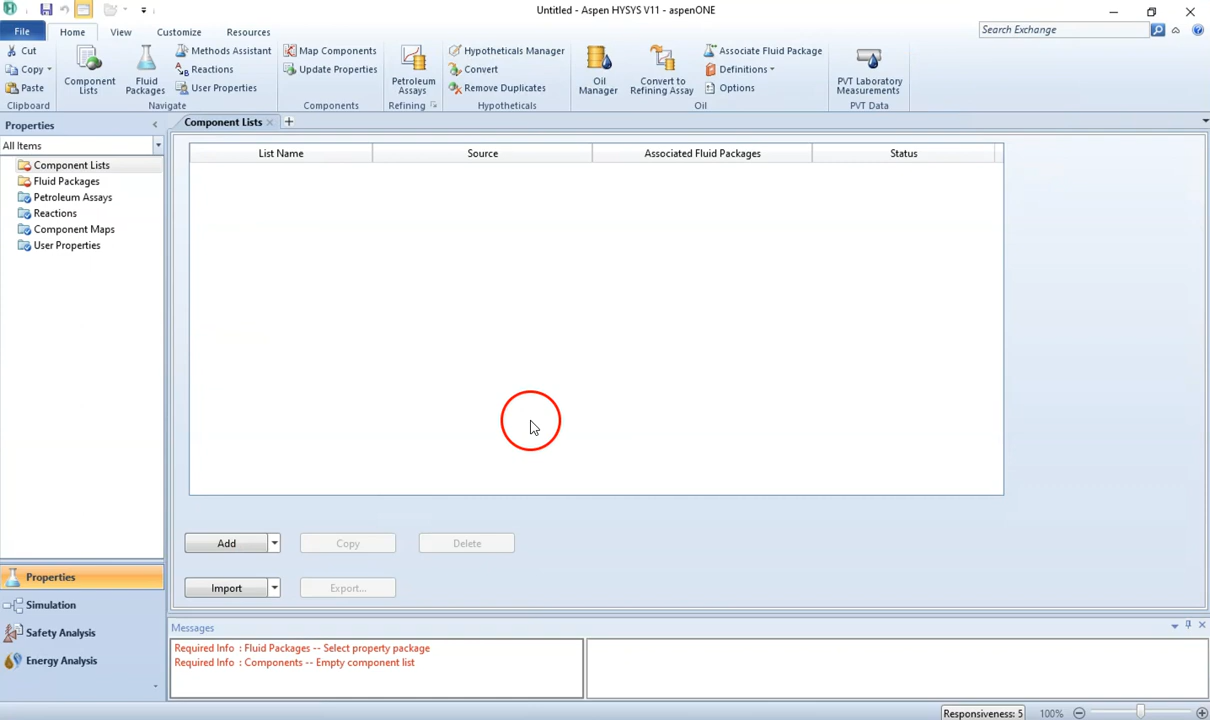 Untitled - Aspen HYSYS V11 - aspenONE
File Home View Customize Resources
Search Exchange
Cut
Copy
Paste
Clipboard
Component Lists
Fluid Packages
Methods Assistant
Reactions
User Properties
Navigate
Map Components
Update Properties
Components
Petroleum Assays
Refining
Hypotheticals Manager
Convert
Remove Duplicates
Hypotheticals
Oil Manager
Convert to Refining Assay
Associate Fluid Package
Definitions
Options
Oil
PVT Laboratory Measurements
PVT Data
Properties
All Items
Component Lists
Fluid Packages
Petroleum Assays
Reactions
Component Maps
User Properties
Properties
Simulation
Safety Analysis
Energy Analysis
Component Lists
List Name Source Associated Fluid Packages Status
Add Copy Delete
Import Export...
Messages
Required Info : Fluid Packages -- Select property package
Required Info : Components -- Empty component list
Responsiveness: 5 100%